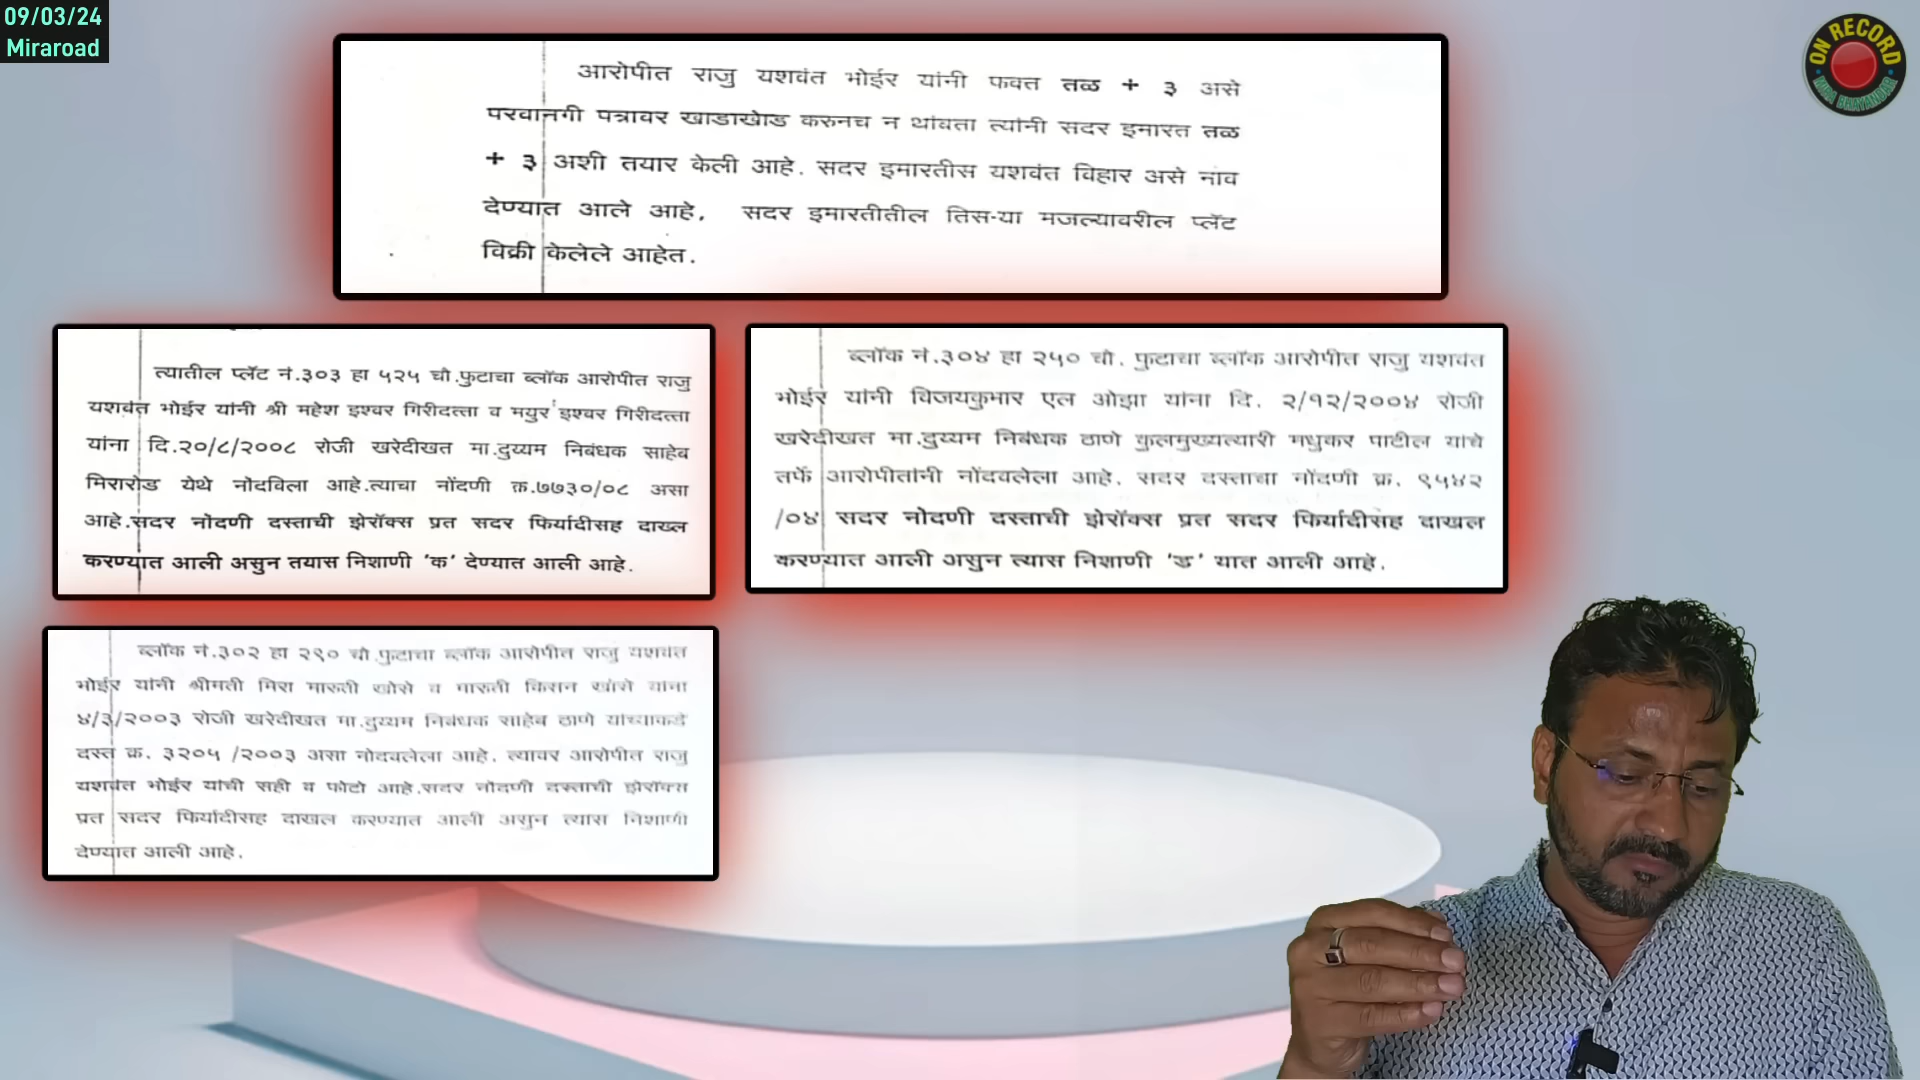 09/03/24
Miraroad
ON RECORD
MIRA BHAYANDAR
आरोपीत राजु यशवंत भोईर यांनी फक्त तळ + ३ असे
परवानगी पत्रावर खाडाखोड करुनच न थांबता त्यांनी सदर इमारत तळ
+ ३ अशी तयार केली आहे. सदर इमारतीस यशवंत विहार असे नांव
देण्यात आले आहे, सदर इमारतीतील तिस-या मजल्यावरील प्लॅट
विक्री केलेले आहेत.
त्यातील प्लॅट नं.३०३ हा ५२५ चौ.फुटाचा ब्लॉक आरोपीत राजु
यशवंत भोईर यांनी श्री महेश इश्वर गिरीदत्ता व मयुर इश्वर गिरीदत्ता
यांना दि.२०/८/२००८ रोजी खरेदीखत मा.दुय्यम निबंधक साहेब
मिरारोड येथे नोंदविला आहे.त्याचा नोंदणी क्र.७७३०/०८ असा
आहे.सदर नोंदणी दस्ताची झेरॉक्स प्रत सदर फिर्यादीसह दाख्ल
करण्यात आली असुन तयास निशाणी ‘क’ देण्यात आली आहे.
ब्लॉक नं.३०४ हा २५० चौ. फुटाचा ब्लॉक आरोपीत राजु यशवंत
भोईर यांनी विजयकुमार एल ओझा यांना दि. २/१२/२००४ रोजी
खरेदीखत मा.दुय्यम निबंधक ठाणे कुलमुख्यत्यारी मधुकर पाटील यांचे
तर्फे आरोपीतांनी नोंदवलेला आहे. सदर दस्ताचा नोंदणी क्र. ९५४२
/०४ सदर नोंदणी दस्ताची झेरॉक्स प्रत सदर फिर्यादीसह दाखल
करण्यात आली असुन त्यास निशाणी ‘ड’ यात आली आहे.
ब्लॉक नं.३०२ हा २९० चौ.फुटाचा ब्लॉक आरोपीत राजु यशवंत
भोईर यांनी श्रीमती मिरा मारुती खोसे व मारुती किसन खोसे यांना
४/३/२००३ रोजी खरेदीखत मा.दुय्यम निबंधक साहेब ठाणे यांच्याकडे
दस्त क्र. ३२०५ /२००३ असा नोंदवलेला आहे. त्यावर आरोपीत राजु
यशवंत भोईर यांची सही व फोटो आहे.सदर नोंदणी दस्ताची झेरॉक्स
प्रत सदर फिर्यादीसह दाखल करण्यात आली असुन त्यास निशाणी
देण्यात आली आहे.